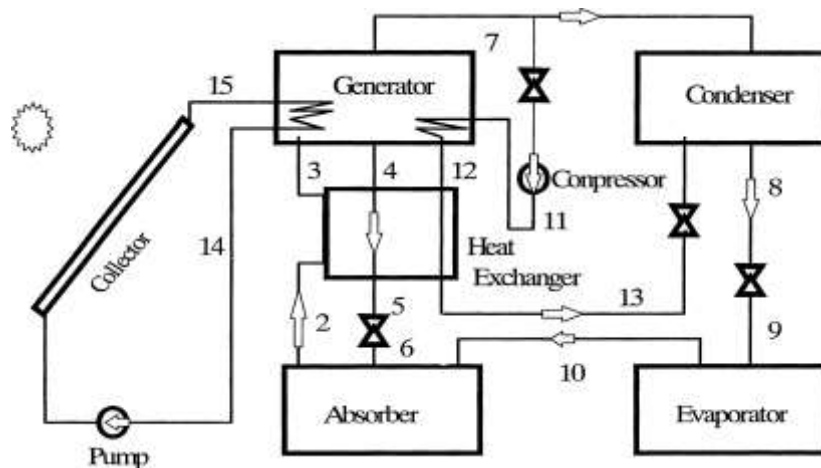 7
15
Generator
Condenser
3
4
12
Conpressor
8
11
Collector
14
Heat
Exchanger
13
2
5
9
6
10
Absorber
Evaporator
Pump